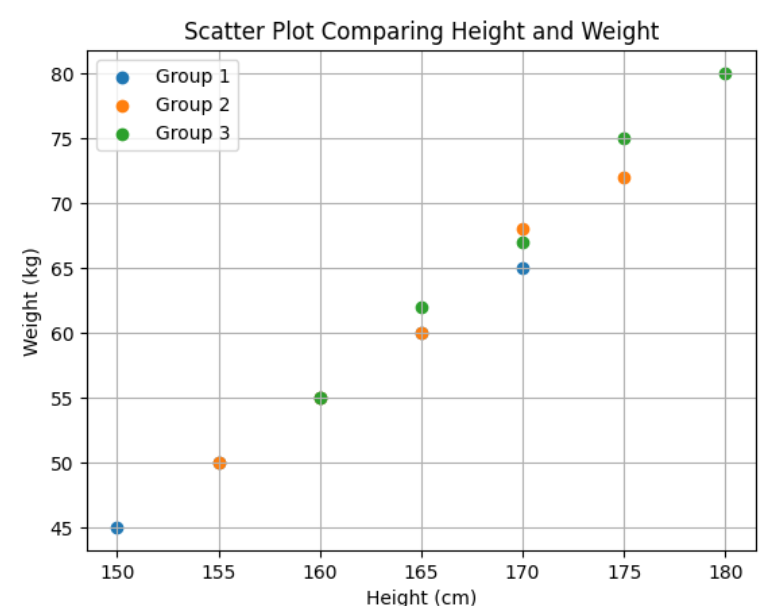 Scatter Plot Comparing Height and Weight
Group 1
Group 2
Group 3
80
75
70
65
60
55
50
45
Weight (kg)
150 155 160 165 170 175 180
Height (cm)